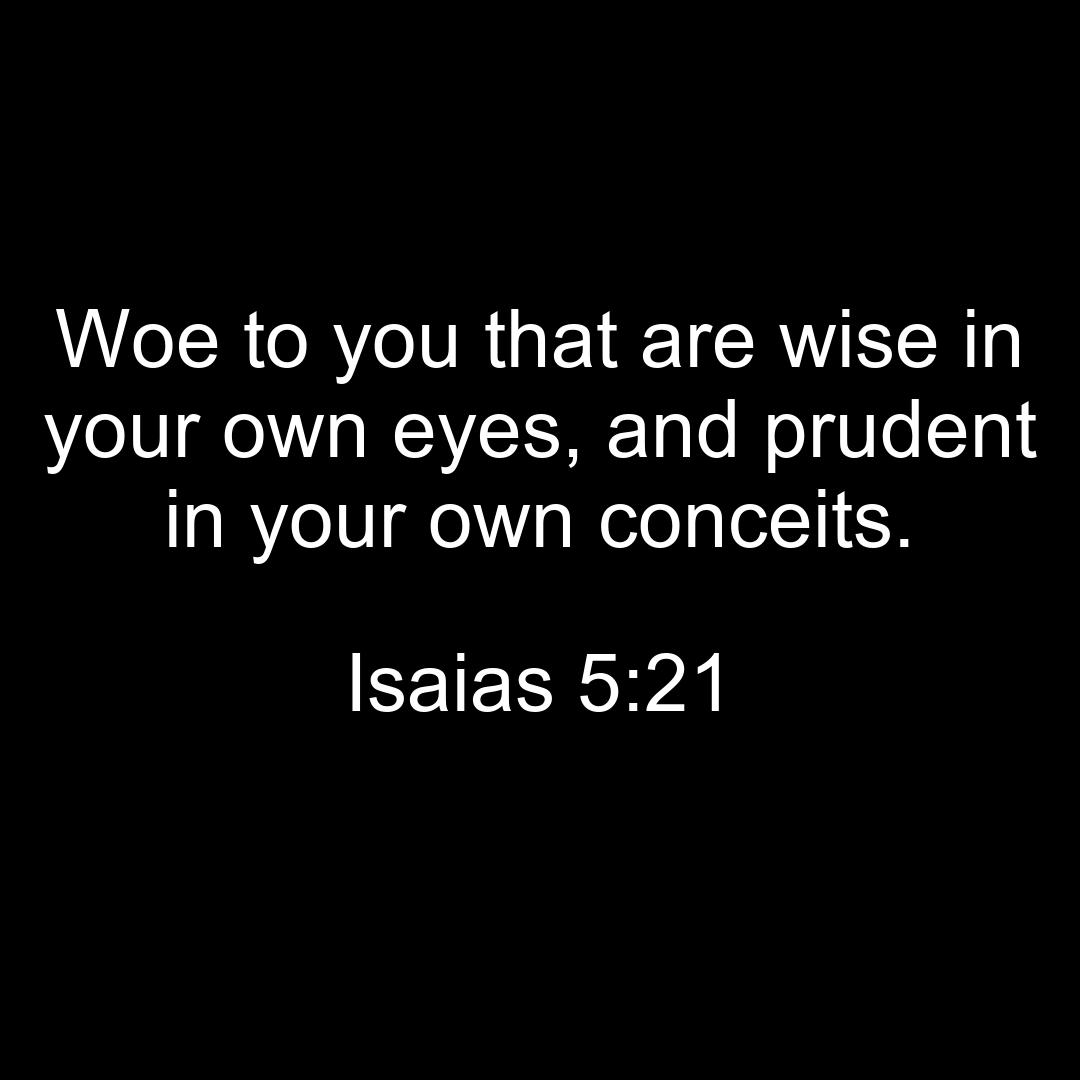 Woe to you that are wise in
your own eyes, and prudent
in your own conceits.
Isaias 5:21